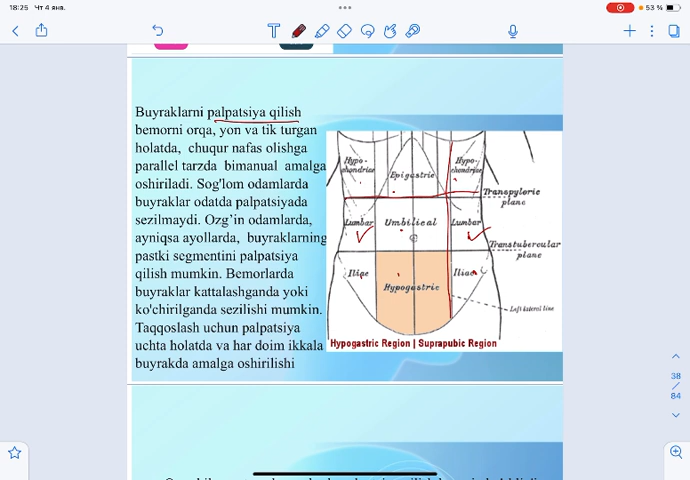 18:25 Чт 4 янв.
53 %
Buyraklarni palpatsiya qilish
bemorni orqa, yon va tik turgan
holatda, chuqur nafas olishga
parallel tarzda bimanual amalga
oshiriladi. Sog'lom odamlarda
buyraklar odatda palpatsiyada
sezilmaydi. Ozg’in odamlarda,
ayniqsa ayollarda, buyraklarning
pastki segmentini palpatsiya
qilish mumkin. Bemorlarda
buyraklar kattalashganda yoki
ko'chirilganda sezilishi mumkin.
Taqqoslash uchun palpatsiya
uchta holatda va har doim ikkala
buyrakda amalga oshirilishi
Hypo-
chondriac
Epigastric
Hypo-
chondriac
Transpyloric
plane
Lumbar
Umbilical
Lumbar
Transtubercular
plane
Iliac
Hypogastric
Iliac
Left lateral line
Hypogastric Region | Suprapubic Region
38
/
84